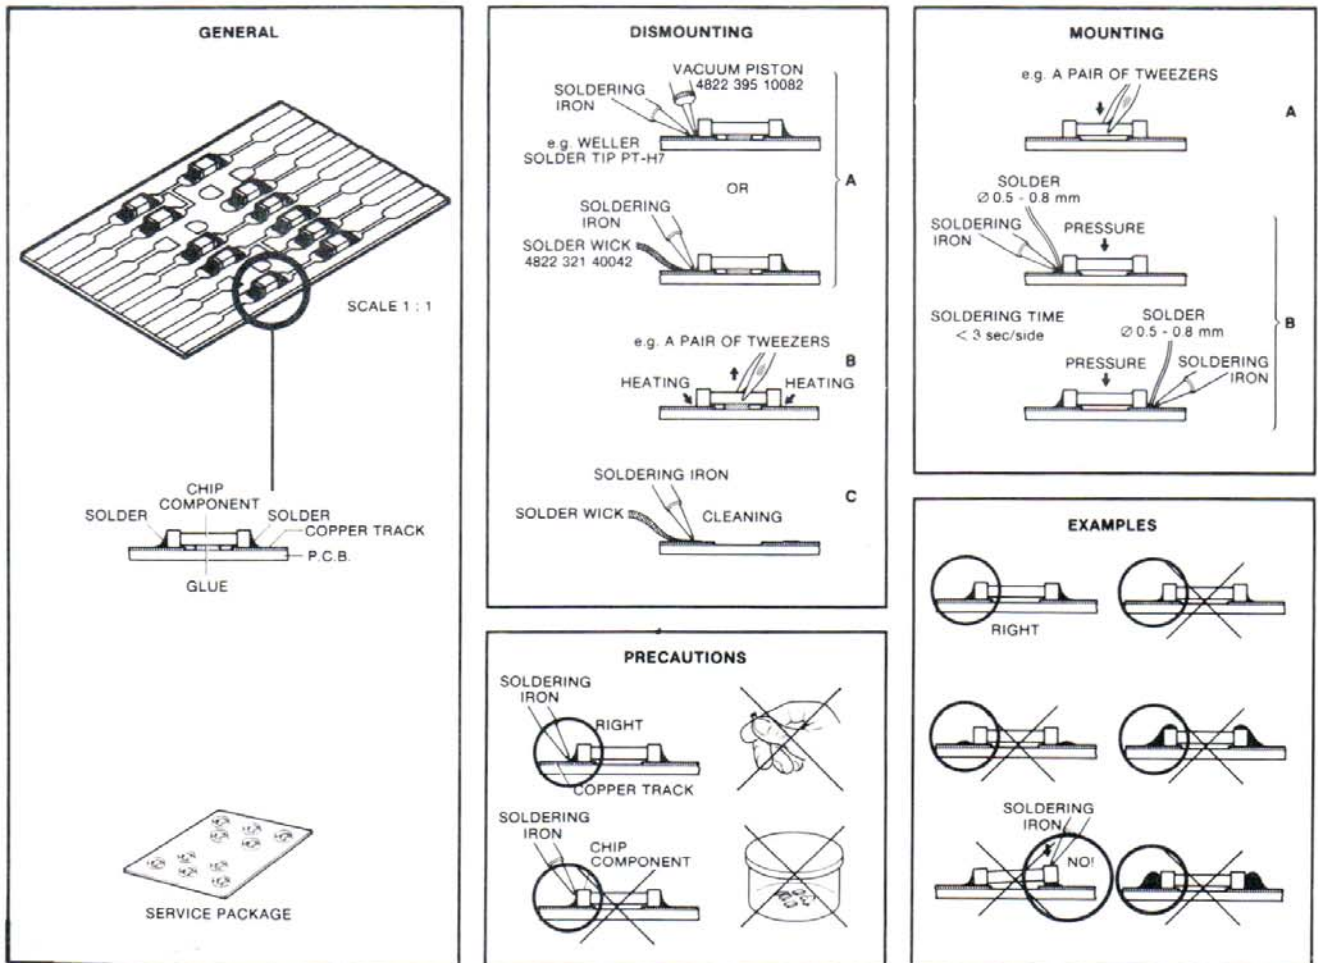 GENERAL
SCALE 1 : 1
CHIP
COMPONENT
SOLDER
SOLDER
COPPER TRACK
P.C.B.
GLUE
SERVICE PACKAGE
DISMOUNTING
VACUUM PISTON
4822 395 10082
SOLDERING
IRON
e.g. WELLER
SOLDER TIP PT-H7
OR
A
SOLDERING
IRON
SOLDER WICK
4822 321 40042
e.g. A PAIR OF TWEEZERS
B
HEATING
HEATING
SOLDERING IRON
C
SOLDER WICK
CLEANING
PRECAUTIONS
SOLDERING
IRON
RIGHT
COPPER TRACK
SOLDERING
IRON
CHIP
COMPONENT
MOUNTING
e.g. A PAIR OF TWEEZERS
A
SOLDER
Ø 0.5 - 0.8 mm
SOLDERING
IRON
PRESSURE
SOLDERING TIME
< 3 sec/side
SOLDER
Ø 0.5 - 0.8 mm
B
PRESSURE
SOLDERING
IRON
EXAMPLES
RIGHT
SOLDERING
IRON
NO!